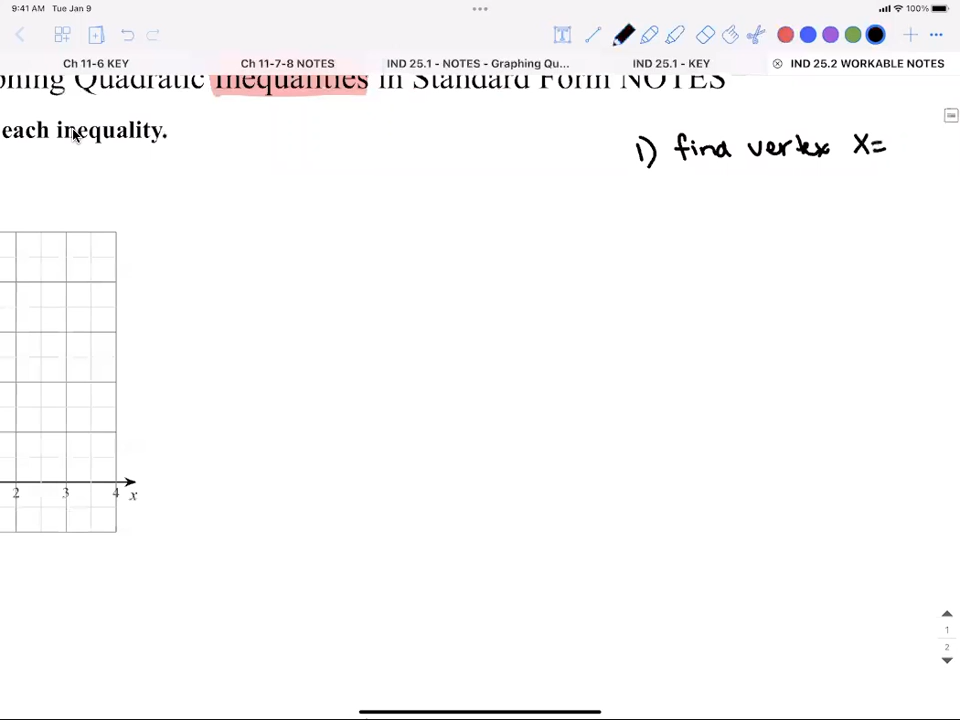 9:41 AM Tue Jan 9
100%
Ch 11-6 KEY
Ch 11-7-8 NOTES
IND 25.1 - NOTES - Graphing Qu...
IND 25.1 - KEY
IND 25.2 WORKABLE NOTES
Quadratic Inequalities in Standard Form NOTES
each inequality.
1) find vertex X=
2 3 4 x
1
2